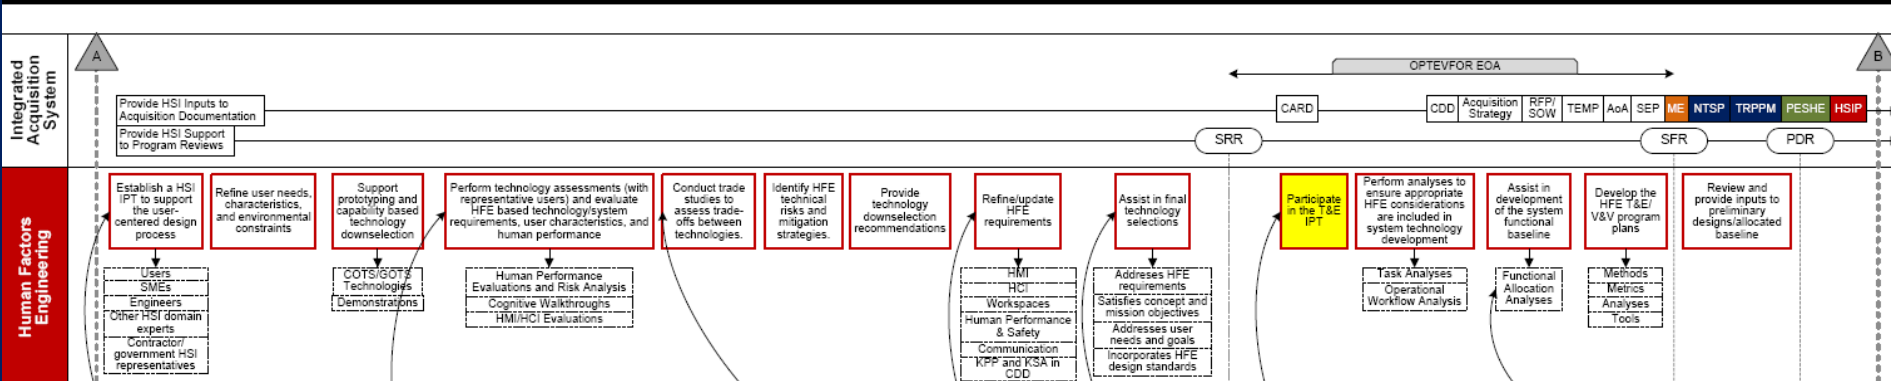 A
B
Integrated
Acquisition
System
OPTEVFOR EOA
Provide HSI Inputs to
Acquisition Documentation
CARD
CDD
Acquisition
Strategy
RFP/
SOW
TEMP
AoA
SEP
ME
NTSP
TRPPM
PESHE
HSIP
Provide HSI Support
to Program Reviews
SRR
SFR
PDR
Human Factors
Engineering
Establish a HSI
IPT to support
the user-
centered design
process
Users
SMEs
Engineers
Other HSI domain
experts
Contractor/
government HSI
representatives
Refine user needs,
characteristics,
and environmental
constraints
Support
prototyping and
capability based
technology
downselection
COTS/GOTS
Technologies
Demonstrations
Perform technology assessments (with
representative users) and evaluate
HFE based technology/system
requirements, user characteristics, and
human performance
Human Performance
Evaluations and Risk Analysis
Cognitive Walkthroughs
HMI/HCI Evaluations
Conduct trade
studies to
assess trade-
offs between
technologies.
Identify HFE
technical
risks and
mitigation
strategies.
Provide
technology
downselection
recommendations
Refine/update
HFE
requirements
HMI
HCI
Workspaces
Human Performance
& Safety
Communication
KPP and KSA in
CDD
Assist in final
technology
selections
Addreses HFE
requirements
Satisfies concept and
mission objectives
Addresses user
needs and goals
Incorporates HFE
design standards
Participate
in the T&E
IPT
Perform analyses to
ensure appropriate
HFE considerations
are included in
system technology
development
Task Analyses
Operational
Workflow Analysis
Assist in
development
of the system
functional
baseline
Functional
Allocation
Analyses
Develop the
HFE T&E/
V&V program
plans
Methods
Metrics
Analyses
Tools
Review and
provide inputs to
preliminary
designs/allocated
baseline